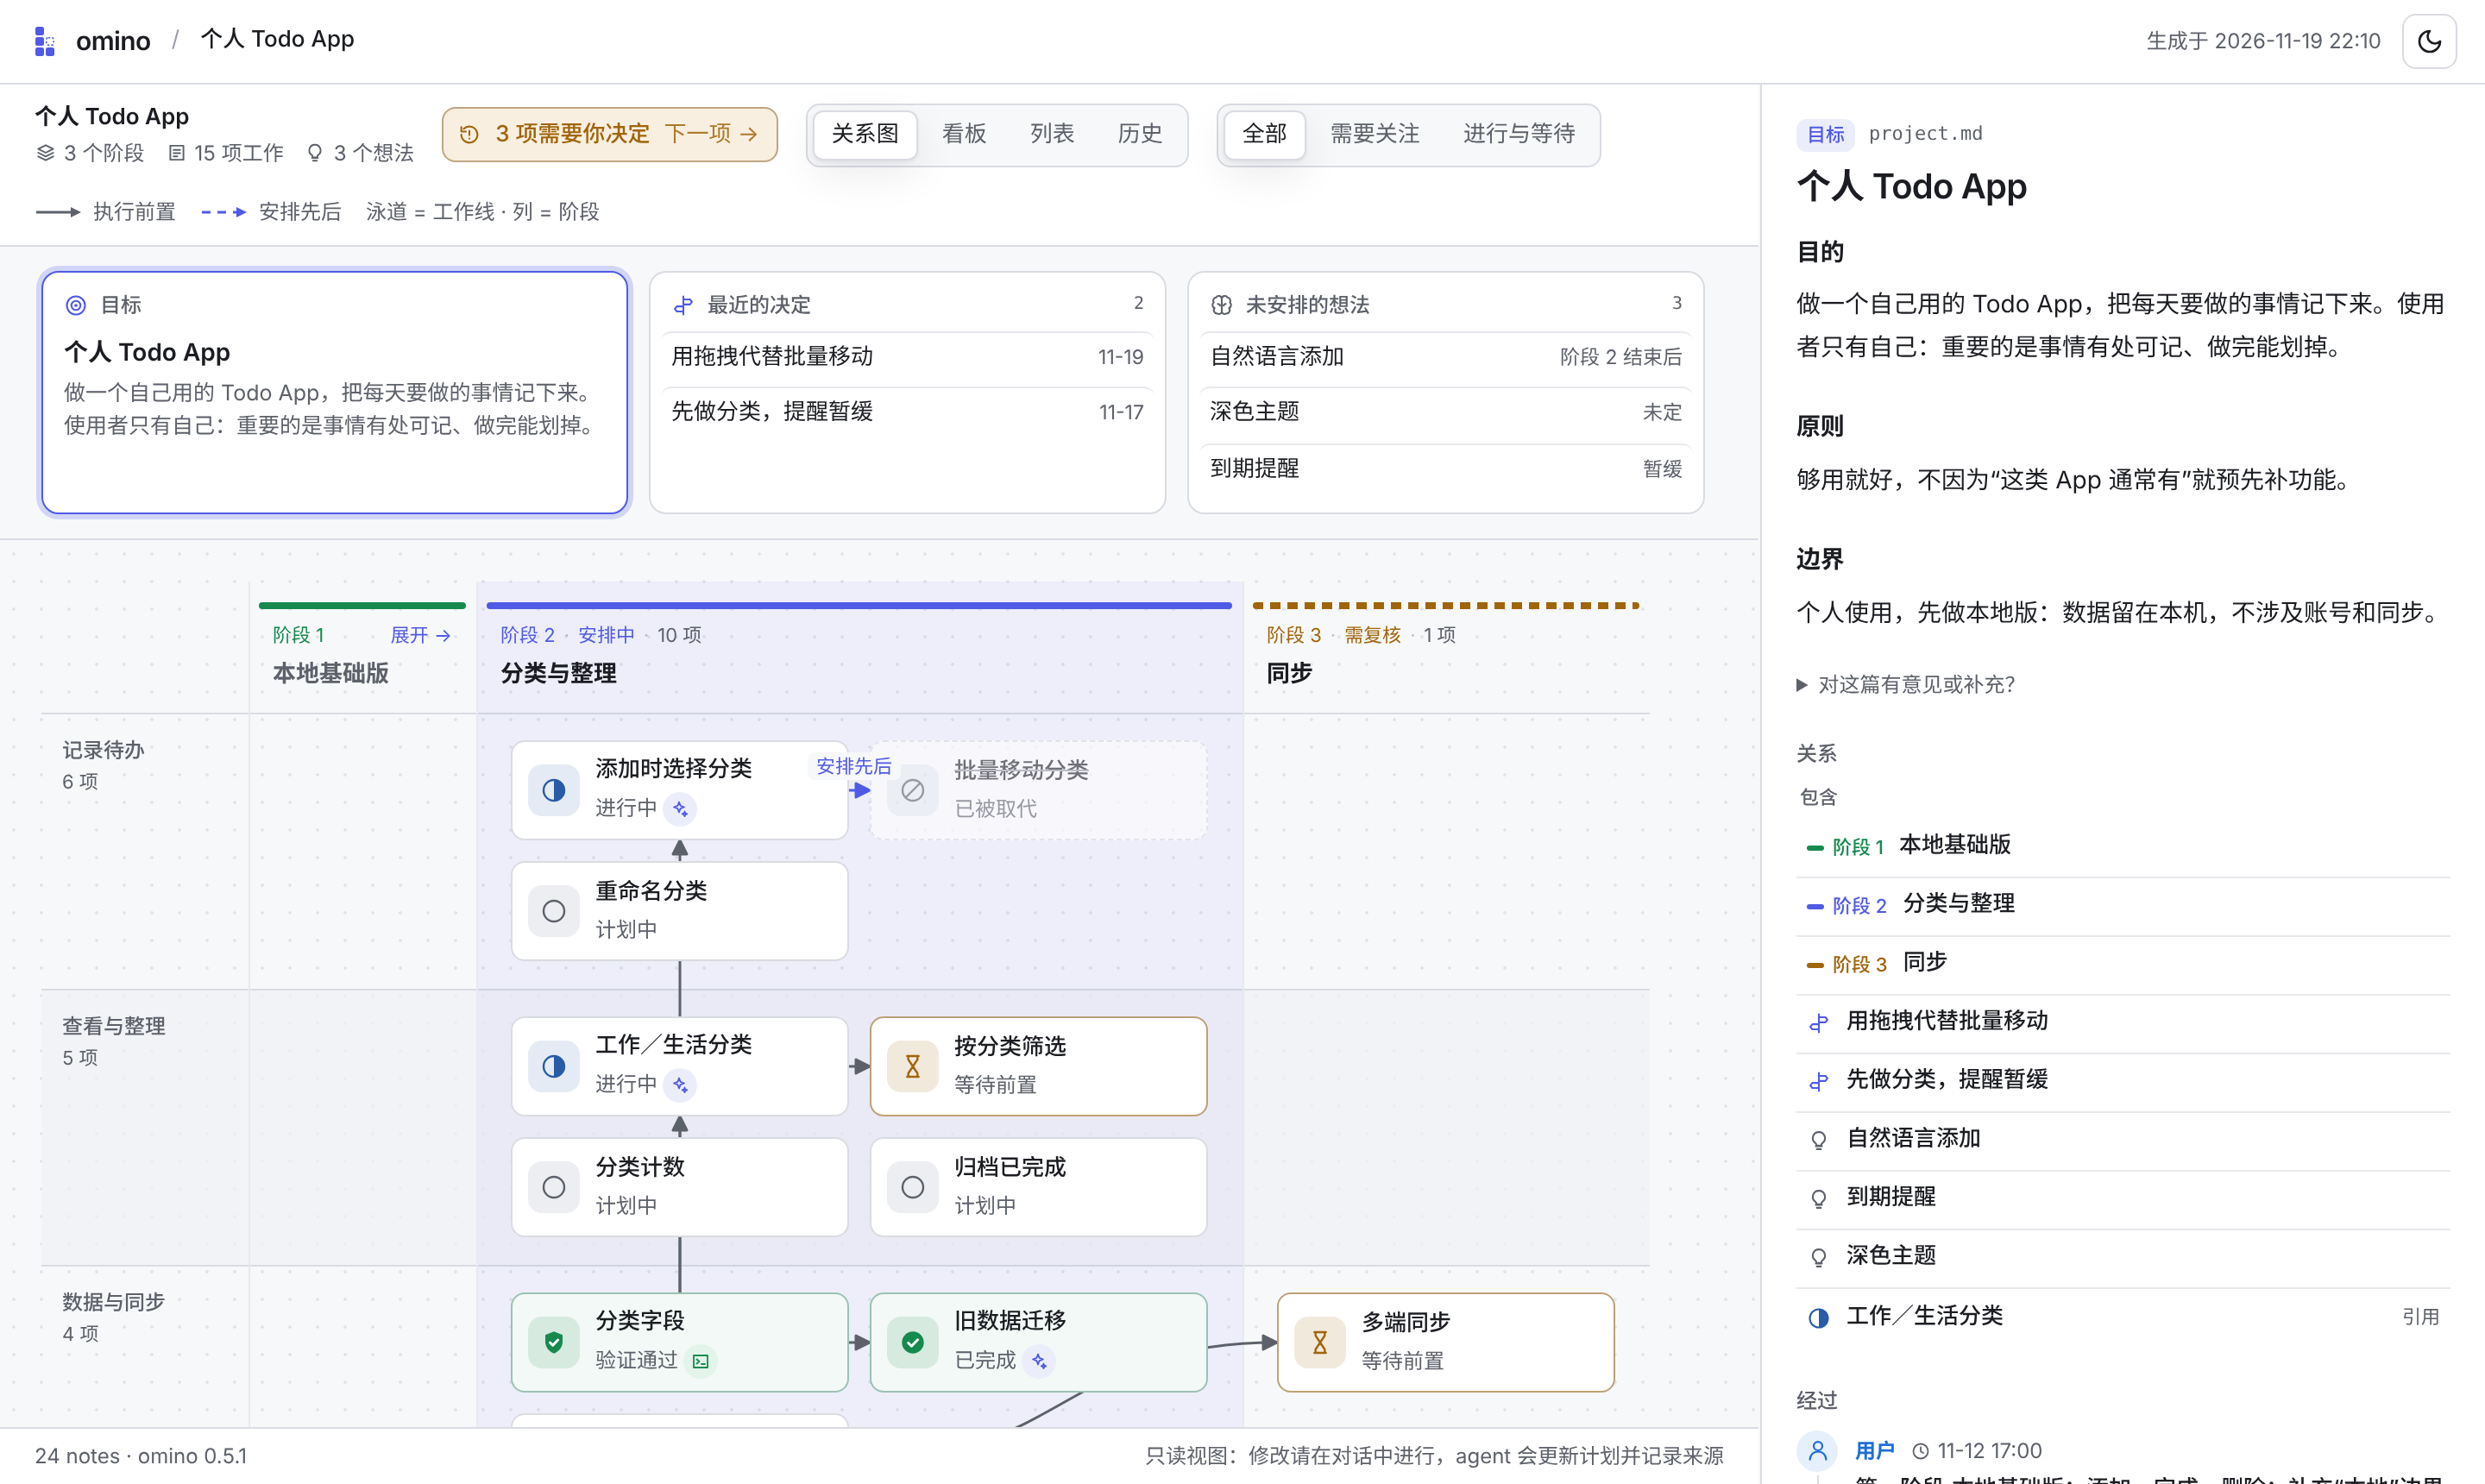 omino / 个人 Todo App
生成于 2026-11-19 22:10
个人 Todo App
3 个阶段 15 项工作 3 个想法
3 项需要你决定 下一项 →
关系图 看板 列表 历史
全部 需要关注 进行与等待
执行前置 安排先后 泳道 = 工作线 · 列 = 阶段
目标
个人 Todo App
做一个自己用的 Todo App，把每天要做的事情记下来。
使用者只有自己：重要的是事情有处可记、做完能划掉。
最近的决定 2
用拖拽代替批量移动 11-19
先做分类，提醒暂缓 11-17
未安排的想法 3
自然语言添加 阶段 2 结束后
深色主题 未定
到期提醒 暂缓
阶段 1 展开 →
本地基础版
阶段 2 · 安排中 · 10 项
分类与整理
阶段 3 · 需复核 · 1 项
同步
记录待办
6 项
添加时选择分类
进行中
安排先后
批量移动分类
已被取代
重命名分类
计划中
查看与整理
5 项
工作／生活分类
进行中
按分类筛选
等待前置
分类计数
计划中
归档已完成
计划中
数据与同步
4 项
分类字段
验证通过
旧数据迁移
已完成
多端同步
等待前置
24 notes · omino 0.5.1
只读视图：修改请在对话中进行，agent 会更新计划并记录来源
目标 project.md
个人 Todo App
目的
做一个自己用的 Todo App，把每天要做的事情记下来。使用
者只有自己：重要的是事情有处可记、做完能划掉。
原则
够用就好，不因为“这类 App 通常有”就预先补功能。
边界
个人使用，先做本地版：数据留在本机，不涉及账号和同步。
对这篇有意见或补充？
关系
包含
阶段 1 本地基础版
阶段 2 分类与整理
阶段 3 同步
用拖拽代替批量移动
先做分类，提醒暂缓
自然语言添加
到期提醒
深色主题
工作／生活分类 引用
经过
用户 11-12 17:00